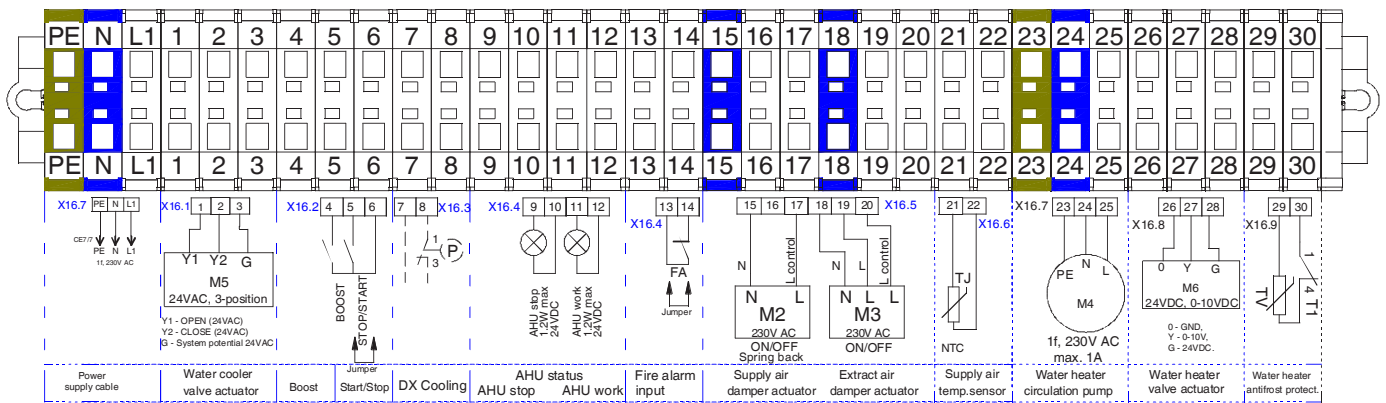 PE N L1 1 2 3 4 5 6 7 8 9 10 11 12 13 14 15 16 17 18 19 20 21 22 23 24 25 26 27 28 29 30
PE N L1 1 2 3 4 5 6 7 8 9 10 11 12 13 14 15 16 17 18 19 20 21 22 23 24 25 26 27 28 29 30
X16.7 PE N L1
CE7/7
PE N L1
1f, 230V AC
X16.1 1 2 3
Y1 Y2 G
M5
24VAC, 3-position
Y1 - OPEN (24VAC)
Y2 - CLOSE (24VAC)
G - System potential 24VAC
X16.2 4 5 6
BOOST
STOP/START
Jumper
7 8 X16.3
1
3
P
X16.4 9 10 11 12
AHU stop
1.2W max
24VDC
AHU work
1.2W max
24VDC
13 14
X16.4
FA
Jumper
15 16 17 18 19 20 X16.5
N
L control
N
L
L control
N L
M2
230V AC
ON/OFF
Spring back
N L L
M3
230V AC
ON/OFF
21 22
X16.6
TJ
NTC
X16.7 23 24 25
PE N L
M4
1f, 230V AC
max. 1A
26 27 28
X16.8
0 Y G
M6
24VDC, 0-10VDC
0 - GND,
Y - 0-10V,
G - 24VDC.
29 30
X16.9
1
4
TV
T1
Power
supply cable
Water cooler
valve actuator
Boost
Start/Stop
DX Cooling
AHU status
AHU stop AHU work
Fire alarm
input
Supply air
damper actuator
Extract air
damper actuator
Supply air
temp.sensor
Water heater
circulation pump
Water heater
valve actuator
Water heater
antifrost protect.